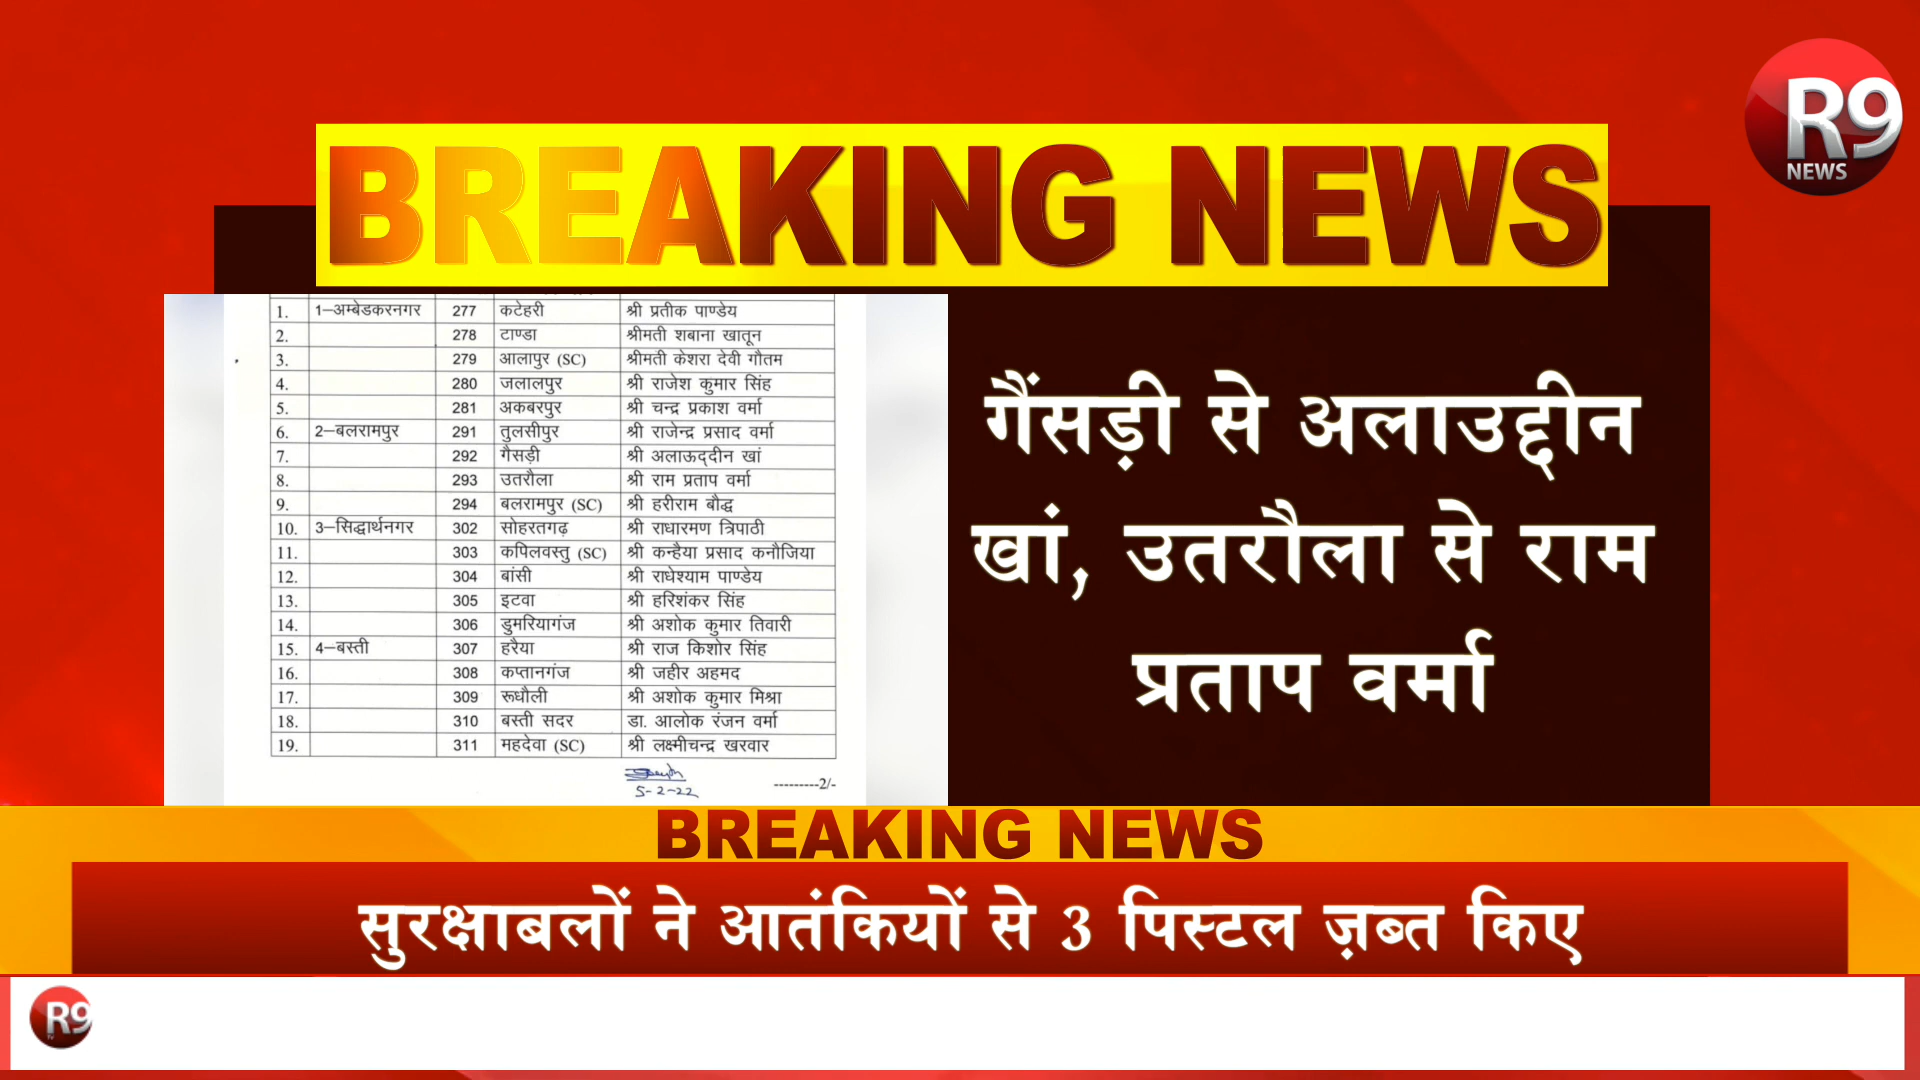 R9
NEWS
BREAKING NEWS
1. 1–अम्बेडकरनगर 277 कटेहरी श्री प्रतीक पाण्डेय
2. 278 टाण्डा श्रीमती शबाना खातून
3. 279 आलापुर (SC) श्रीमती केशरा देवी गौतम
4. 280 जलालपुर श्री राजेश कुमार सिंह
5. 281 अकबरपुर श्री चन्द्र प्रकाश वर्मा
6. 2–बलरामपुर 291 तुलसीपुर श्री राजेन्द्र प्रसाद वर्मा
7. 292 गैसड़ी श्री अलाऊद्दीन खां
8. 293 उतरौला श्री राम प्रताप वर्मा
9. 294 बलरामपुर (SC) श्री हरीराम बौद्ध
10. 3–सिद्धार्थनगर 302 सोहरतगढ़ श्री राधारमण त्रिपाठी
11. 303 कपिलवस्तु (SC) श्री कन्हैया प्रसाद कनौजिया
12. 304 बांसी श्री राधेश्याम पाण्डेय
13. 305 इटवा श्री हरिशंकर सिंह
14. 306 डुमरियागंज श्री अशोक कुमार तिवारी
15. 4–बस्ती 307 हरैया श्री राज किशोर सिंह
16. 308 कप्तानगंज श्री जहीर अहमद
17. 309 रूधौली श्री अशोक कुमार मिश्रा
18. 310 बस्ती सदर डा. आलोक रंजन वर्मा
19. 311 महदेवा (SC) श्री लक्ष्मीचन्द्र खरवार
5-2-22
---------2/-
गैंसड़ी से अलाउद्दीन
खां, उतरौला से राम
प्रताप वर्मा
BREAKING NEWS
सुरक्षाबलों ने आतंकियों से 3 पिस्टल ज़ब्त किए
R9
Tv